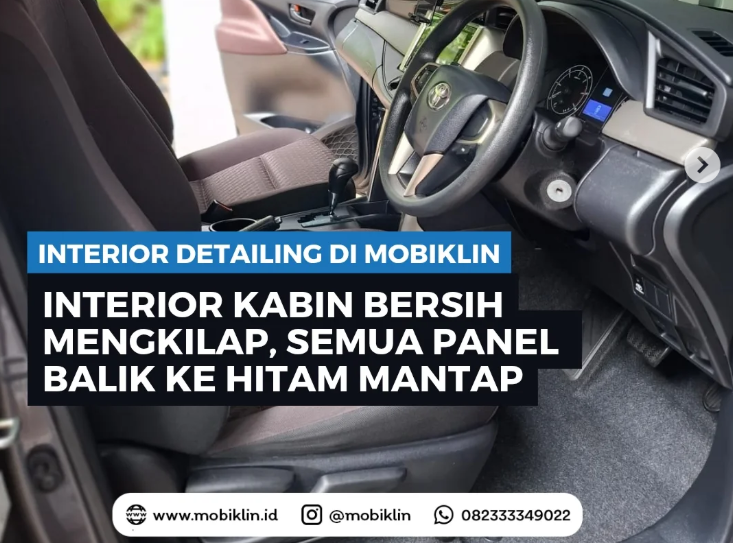 INTERIOR DETAILING DI MOBIKLIN
INTERIOR KABIN BERSIH
MENGKILAP, SEMUA PANEL
BALIK KE HITAM MANTAP
www.mobiklin.id @mobiklin 082333349022